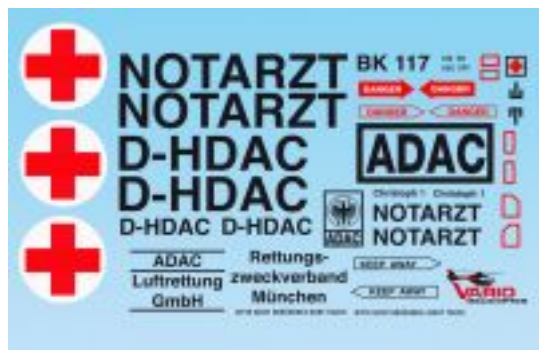 NOTARZT
NOTARZT
D-HDAC
D-HDAC
D-HDAC D-HDAC
ADAC
Luftrettung
GmbH
Rettungs-
zweckverband
München
BK 117
DANGER DANGER
DANGER DANGER
ADAC
Christoph 1 Christoph 1
ADAC
NOTARZT
NOTARZT
KEEP AWAY
KEEP AWAY
VARIO